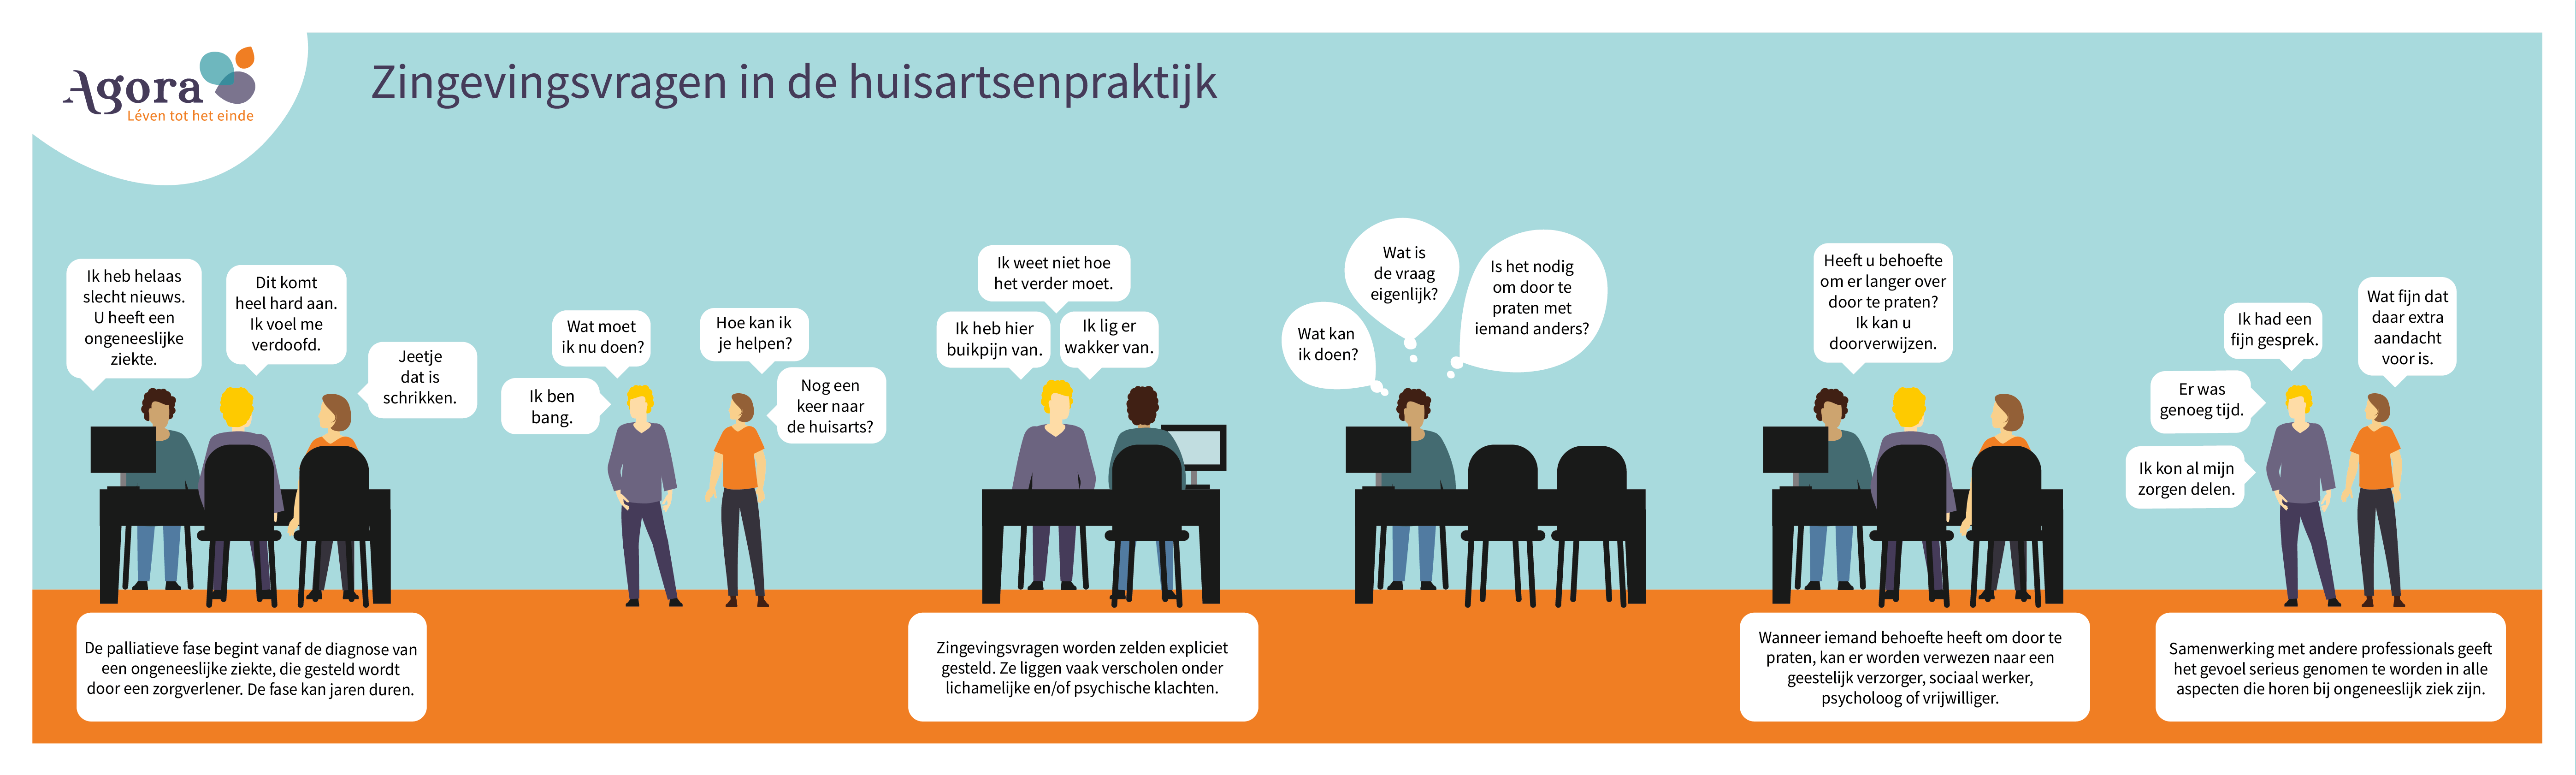 Agora
Léven tot het einde
Zingevingsvragen in de huisartsenpraktijk
Ik heb helaas
slecht nieuws.
U heeft een
ongeneeslijke
ziekte.
Dit komt
heel hard aan.
Ik voel me
verdoofd.
Jeetje
dat is
schrikken.
Wat moet
ik nu doen?
Ik ben
bang.
Hoe kan ik
je helpen?
Nog een
keer naar
de huisarts?
Ik weet niet hoe
het verder moet.
Ik heb hier
buikpijn van.
Ik lig er
wakker van.
Wat kan
ik doen?
Wat is
de vraag
eigenlijk?
Is het nodig
om door te
praten met
iemand anders?
Heeft u behoefte
om er langer over
door te praten?
Ik kan u
doorverwijzen.
Ik had een
fijn gesprek.
Er was
genoeg tijd.
Ik kon al mijn
zorgen delen.
Wat fijn dat
daar extra
aandacht
voor is.
De palliatieve fase begint vanaf de diagnose van
een ongeneeslijke ziekte, die gesteld wordt
door een zorgverlener. De fase kan jaren duren.
Zingevingsvragen worden zelden expliciet
gesteld. Ze liggen vaak verscholen onder
lichamelijke en/of psychische klachten.
Wanneer iemand behoefte heeft om door te
praten, kan er worden verwezen naar een
geestelijk verzorger, sociaal werker,
psycholoog of vrijwilliger.
Samenwerking met andere professionals geeft
het gevoel serieus genomen te worden in alle
aspecten die horen bij ongeneeslijk ziek zijn.